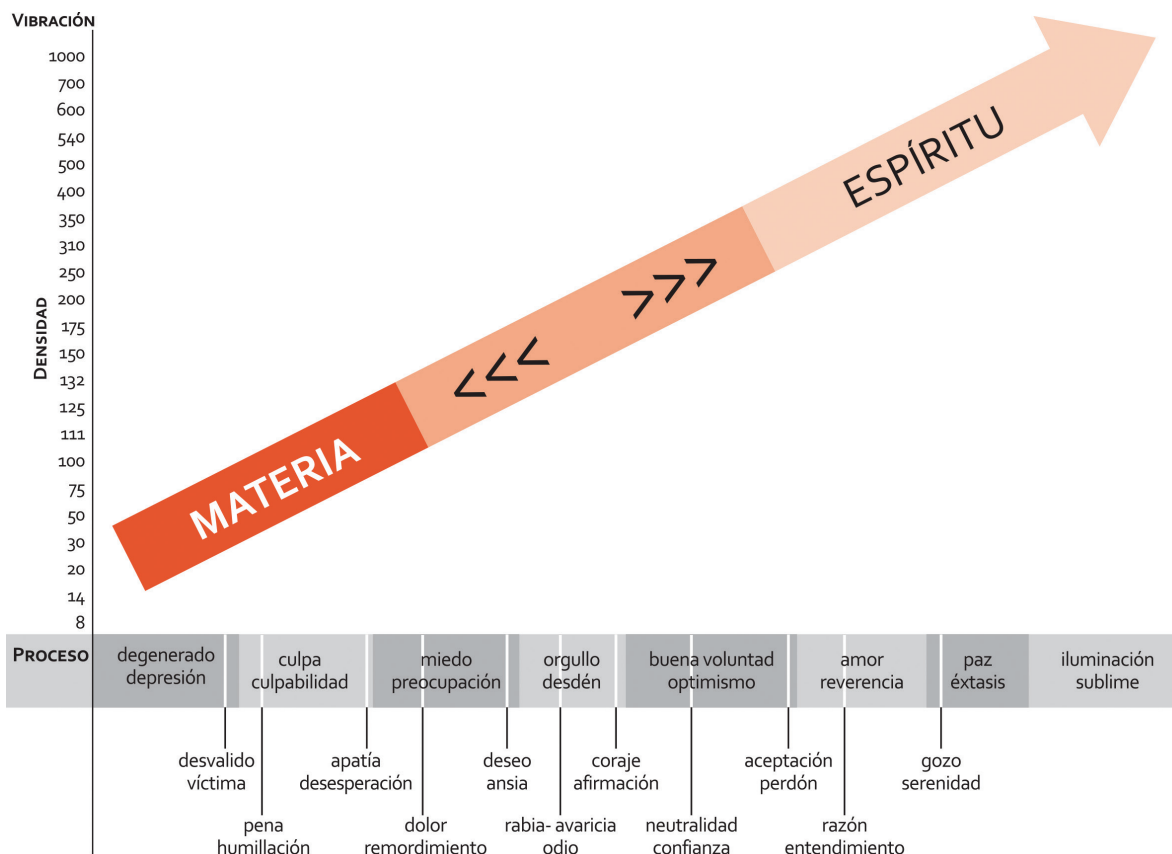 VIBRACIÓN
1000
700
600
540
500
400
350
310
250
200
175
150
132
125
111
100
75
50
30
20
14
8
DENSIDAD
ESPÍRITU
>>>
<<<
MATERIA
PROCESO
degenerado
depresión
culpa
culpabilidad
miedo
preocupación
orgullo
desdén
buena voluntad
optimismo
amor
reverencia
paz
éxtasis
iluminación
sublime
desvalido
víctima
apatía
desesperación
deseo
ansia
coraje
afirmación
aceptación
perdón
gozo
serenidad
pena
humillación
dolor
remordimiento
rabia- avaricia
odio
neutralidad
confianza
razón
entendimiento